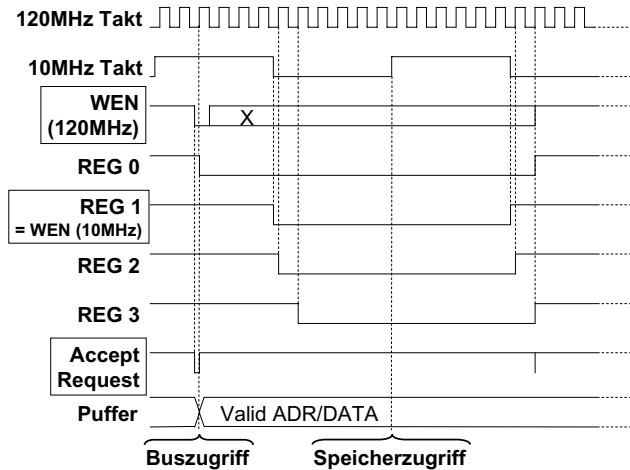 120MHz Takt
10MHz Takt
WEN
(120MHz)
X
REG 0
REG 1
= WEN (10MHz)
REG 2
REG 3
Accept
Request
Puffer
Valid ADR/DATA
Buszugriff
Speicherzugriff